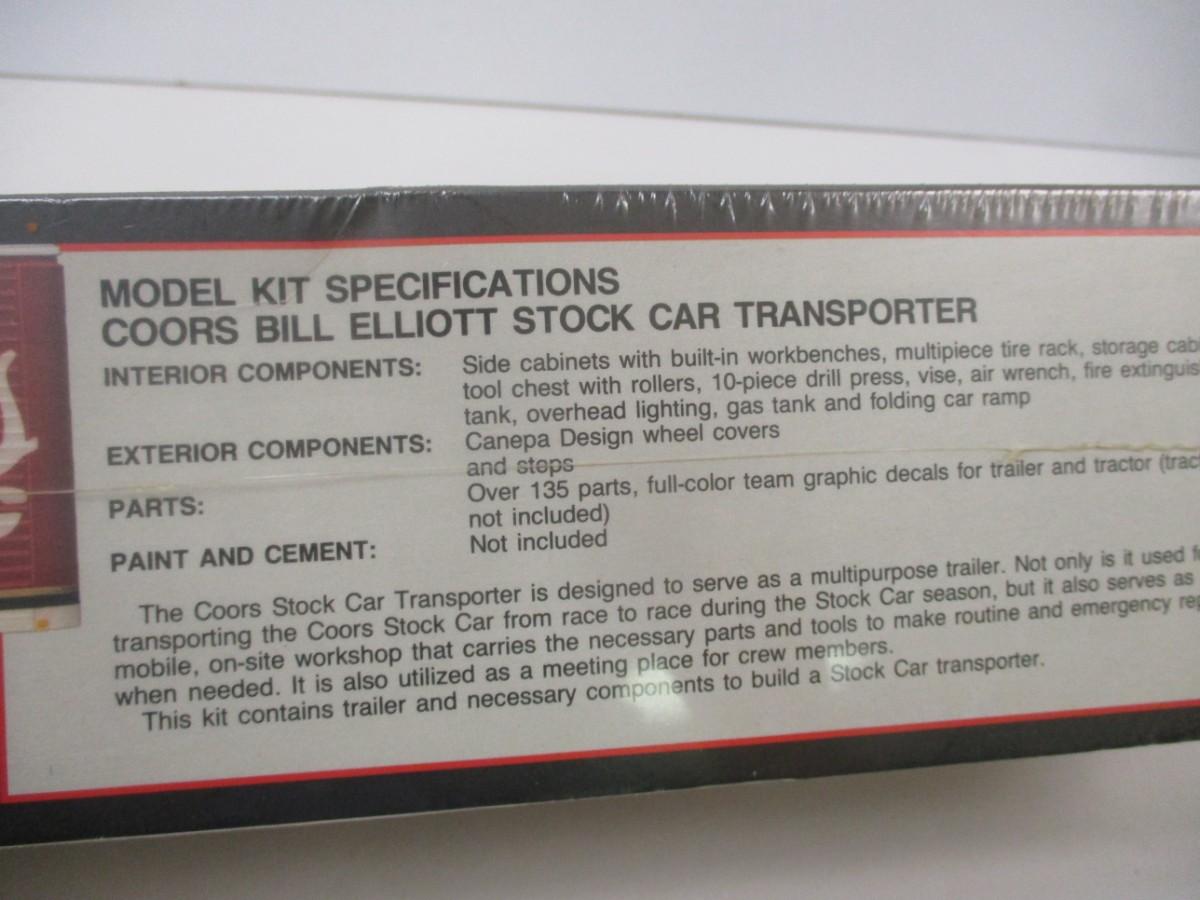 MODEL KIT SPECIFICATIONS
COORS BILL ELLIOTT STOCK CAR TRANSPORTER
INTERIOR COMPONENTS: Side cabinets with built-in workbenches, multipiece tire rack, storage cabi
tool chest with rollers, 10-piece drill press, vise, air wrench, fire extinguis
tank, overhead lighting, gas tank and folding car ramp
EXTERIOR COMPONENTS: Canepa Design wheel covers
and steps
PARTS: Over 135 parts, full-color team graphic decals for trailer and tractor (trac
not included)
PAINT AND CEMENT: Not included
The Coors Stock Car Transporter is designed to serve as a multipurpose trailer. Not only is it used f
transporting the Coors Stock Car from race to race during the Stock Car season, but it also serves as
mobile, on-site workshop that carries the necessary parts and tools to make routine and emergency rep
when needed. It is also utilized as a meeting place for crew members.
This kit contains trailer and necessary components to build a Stock Car transporter.